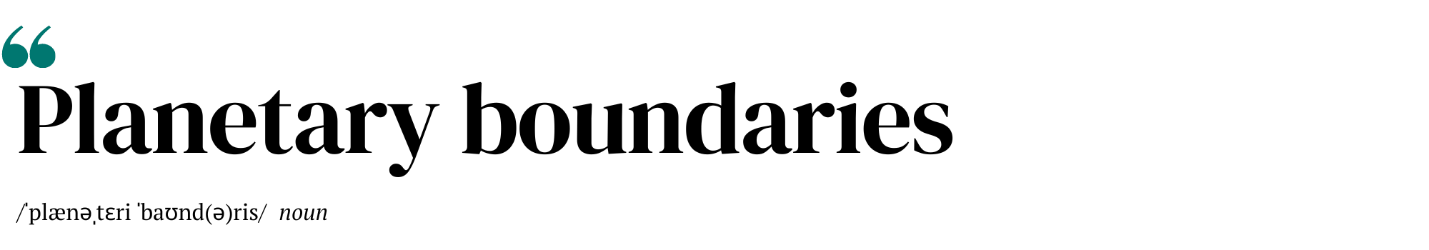 “
Planetary boundaries
/ˈplænəˌtɛri ˈbaʊnd(ə)ris/ noun